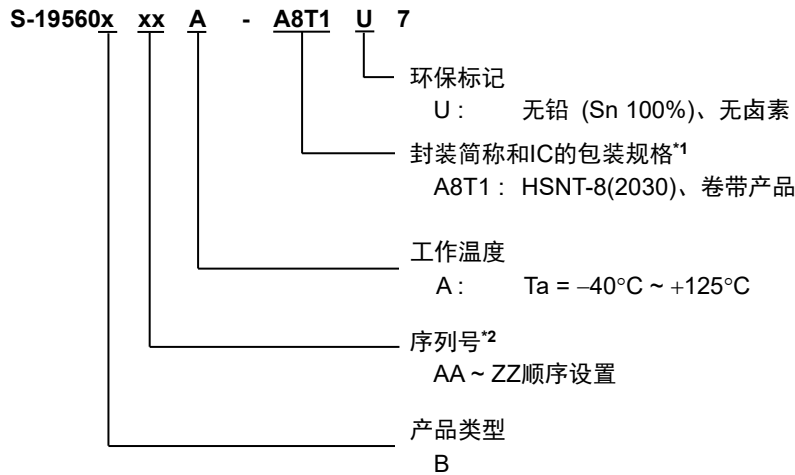 S-19560x xx A - A8T1 U 7
环保标记
U : 无铅 (Sn 100%)、无卤素
封装简称和IC的包装规格*1
A8T1 : HSNT-8(2030)、卷带产品
工作温度
A : Ta = −40°C ~ +125°C
序列号*2
AA ~ ZZ顺序设置
产品类型
B